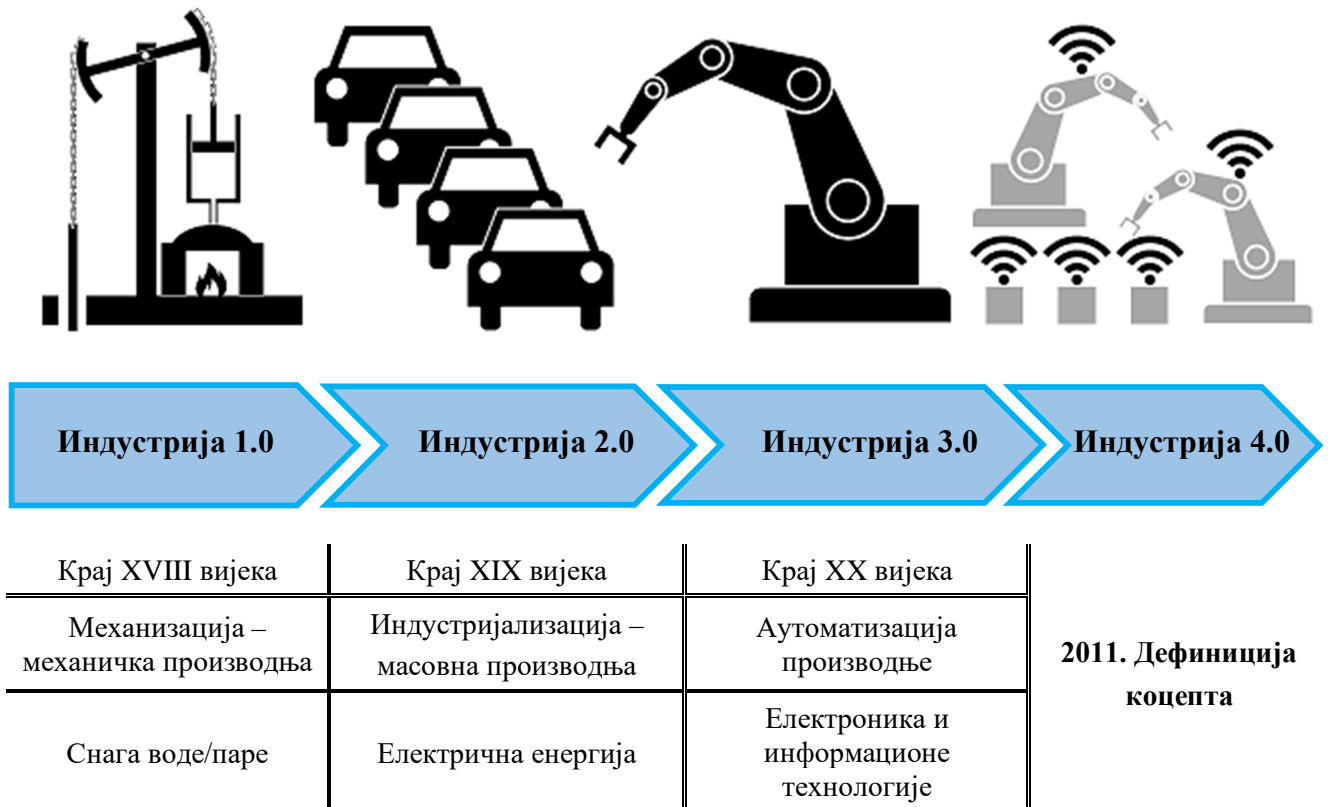 Индустрија 1.0
Индустрија 2.0
Индустрија 3.0
Индустрија 4.0
Крај XVIII вијека
Крај XIX вијека
Крај XX вијека
Механизација –
механичка производња
Индустријализација –
масовна производња
Аутоматизација
производње
2011. Дефиниција
коцепта
Снага воде/паре
Електрична енергија
Електроника и
информационе
технологије